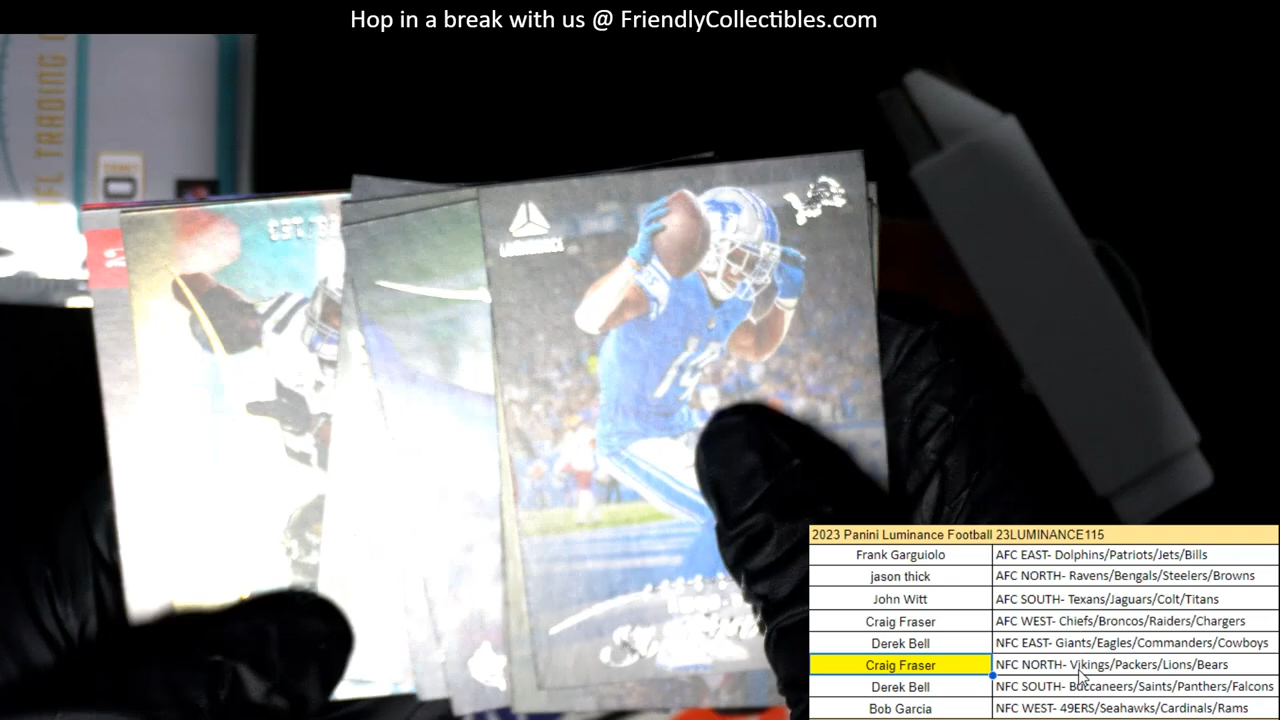 Hop in a break with us @ FriendlyCollectibles.com
LUMINANCE
14
2023 Panini Luminance Football 23LUMINANCE115
Frank Garguiolo AFC EAST- Dolphins/Patriots/Jets/Bills
jason thick AFC NORTH- Ravens/Bengals/Steelers/Browns
John Witt AFC SOUTH- Texans/Jaguars/Colt/Titans
Craig Fraser AFC WEST- Chiefs/Broncos/Raiders/Chargers
Derek Bell NFC EAST- Giants/Eagles/Commanders/Cowboys
Craig Fraser NFC NORTH- Vikings/Packers/Lions/Bears
Derek Bell NFC SOUTH- Buccaneers/Saints/Panthers/Falcons
Bob Garcia NFC WEST- 49ERS/Seahawks/Cardinals/Rams